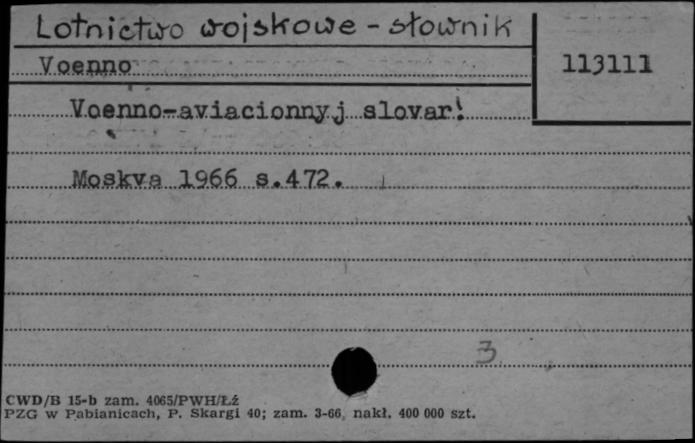 Lotnictwo wojskowe - słownik
Voenno
113111
Voenno-aviacionnyj slovar!
Moskva 1966 s.472.
3
CWD/B 15-b zam. 4065/PWH/Łź
PZG w Pabianicach, P. Skargi 40; zam. 3-66 nakł. 400 000 szt.